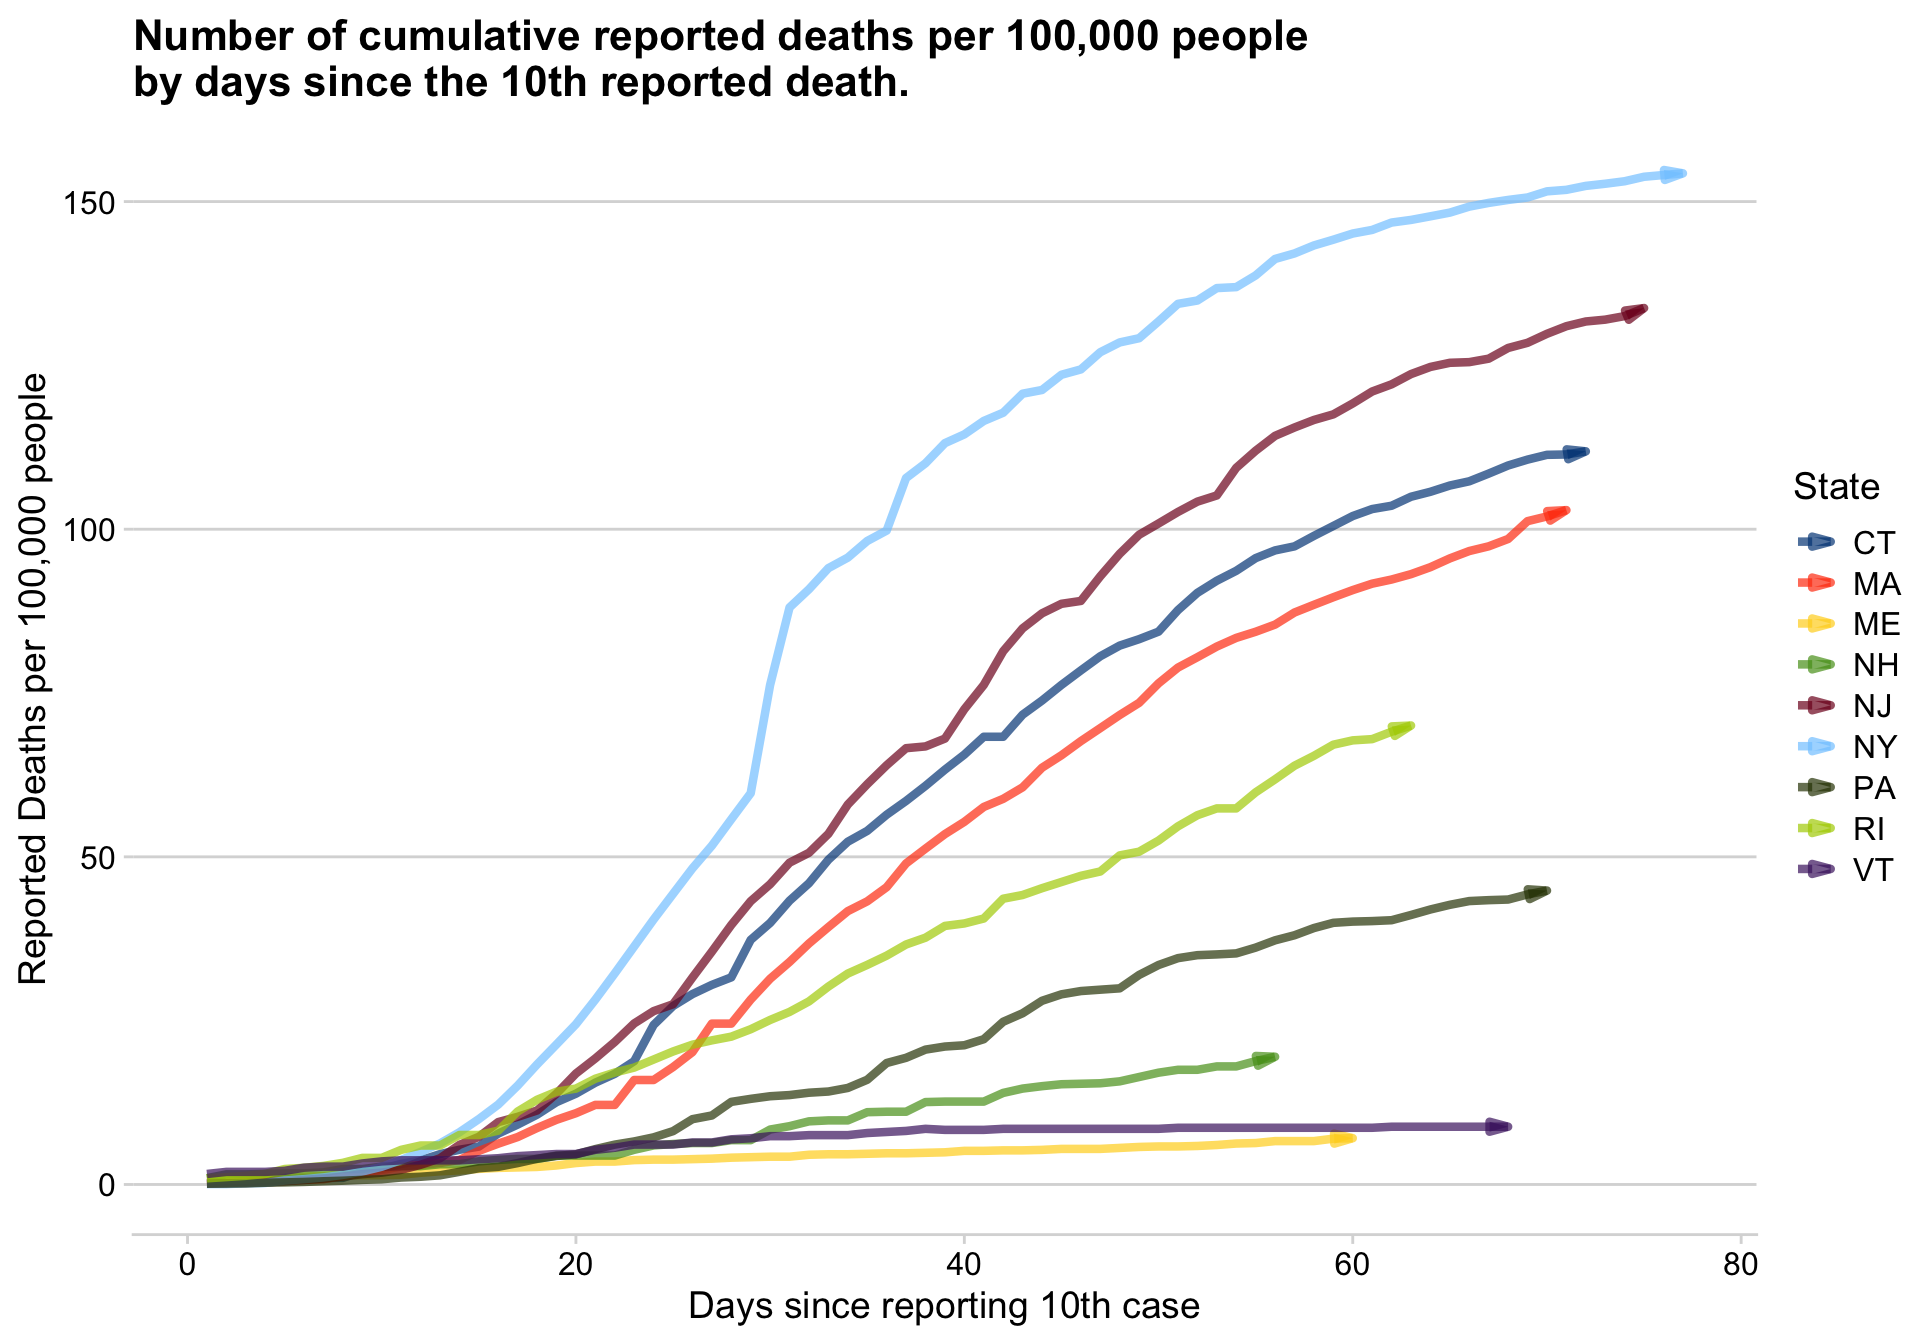 Number of cumulative reported deaths per 100,000 people
by days since the 10th reported death.
Reported Deaths per 100,000 people
150
100
50
0
0
20
40
60
80
Days since reporting 10th case
State
CT
MA
ME
NH
NJ
NY
PA
RI
VT